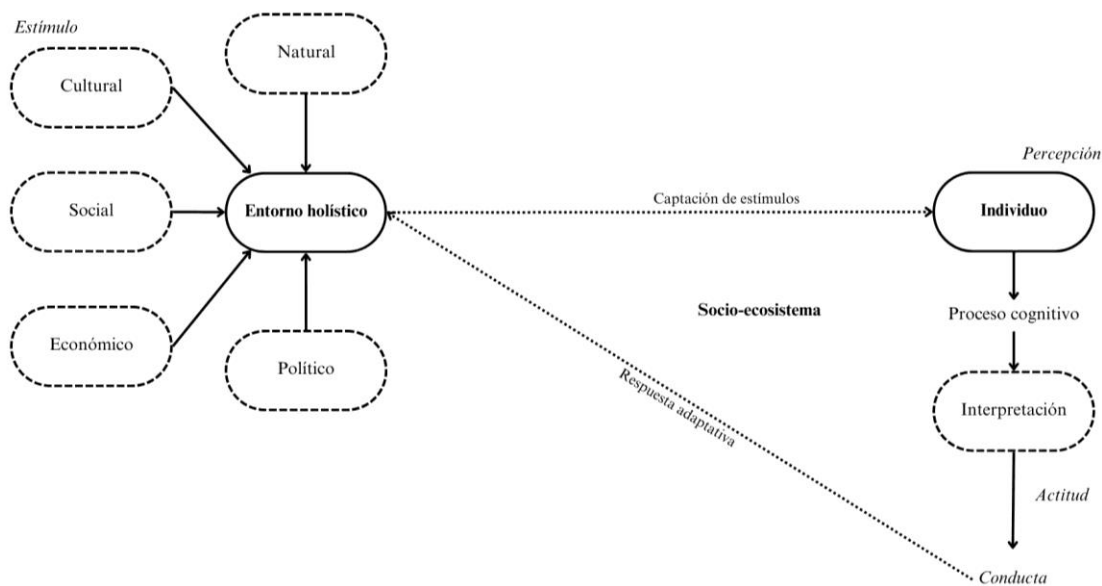 Estímulo
Natural
Cultural
Percepción
Social
Entorno holístico
Captación de estímulos
Individuo
Socio-ecosistema
Proceso cognitivo
Económico
Político
Respuesta adaptativa
Interpretación
Actitud
Conducta